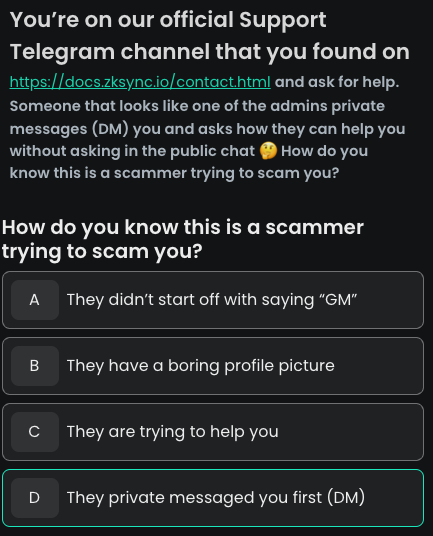 You’re on our official Support
Telegram channel that you found on
https://docs.zksync.io/contact.html and ask for help.
Someone that looks like one of the admins private
messages (DM) you and asks how they can help you
without asking in the public chat 🤔 How do you
know this is a scammer trying to scam you?
How do you know this is a scammer
trying to scam you?
A They didn’t start off with saying “GM”
B They have a boring profile picture
C They are trying to help you
D They private messaged you first (DM)